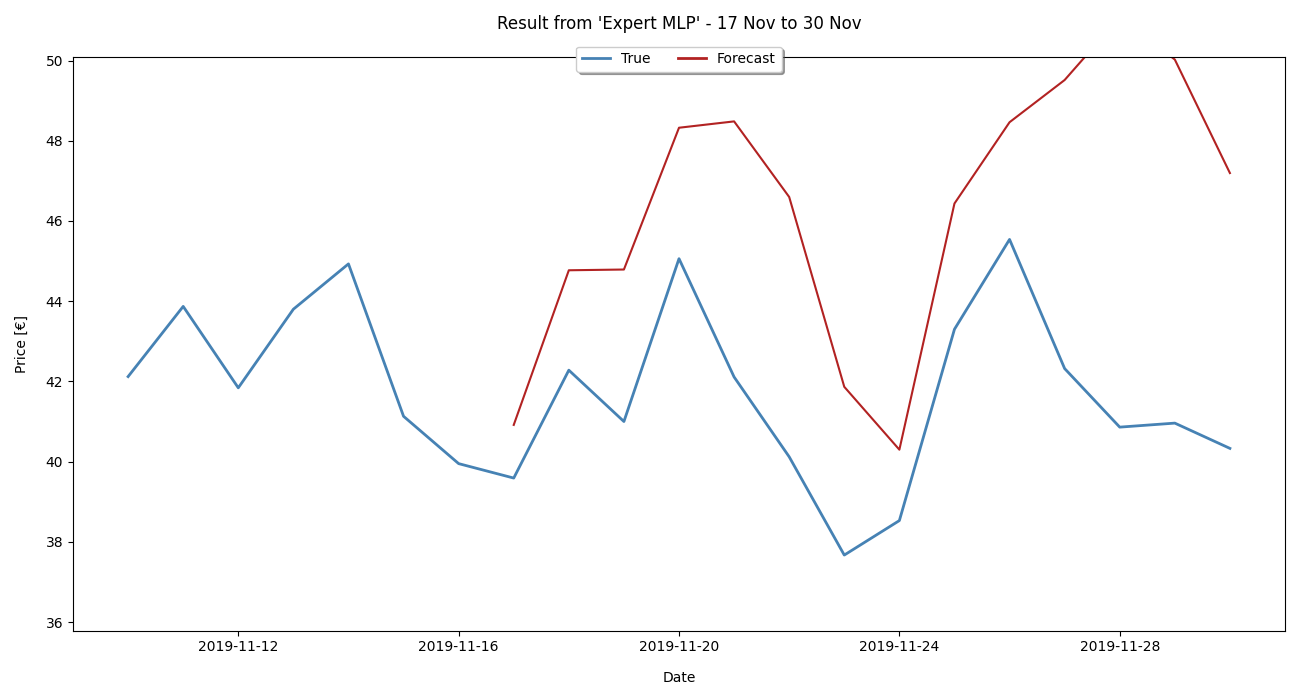 Result from 'Expert MLP' - 17 Nov to 30 Nov
True Forecast
50
48
46
44
42
40
38
36
Price [€]
2019-11-12 2019-11-16 2019-11-20 2019-11-24 2019-11-28
Date